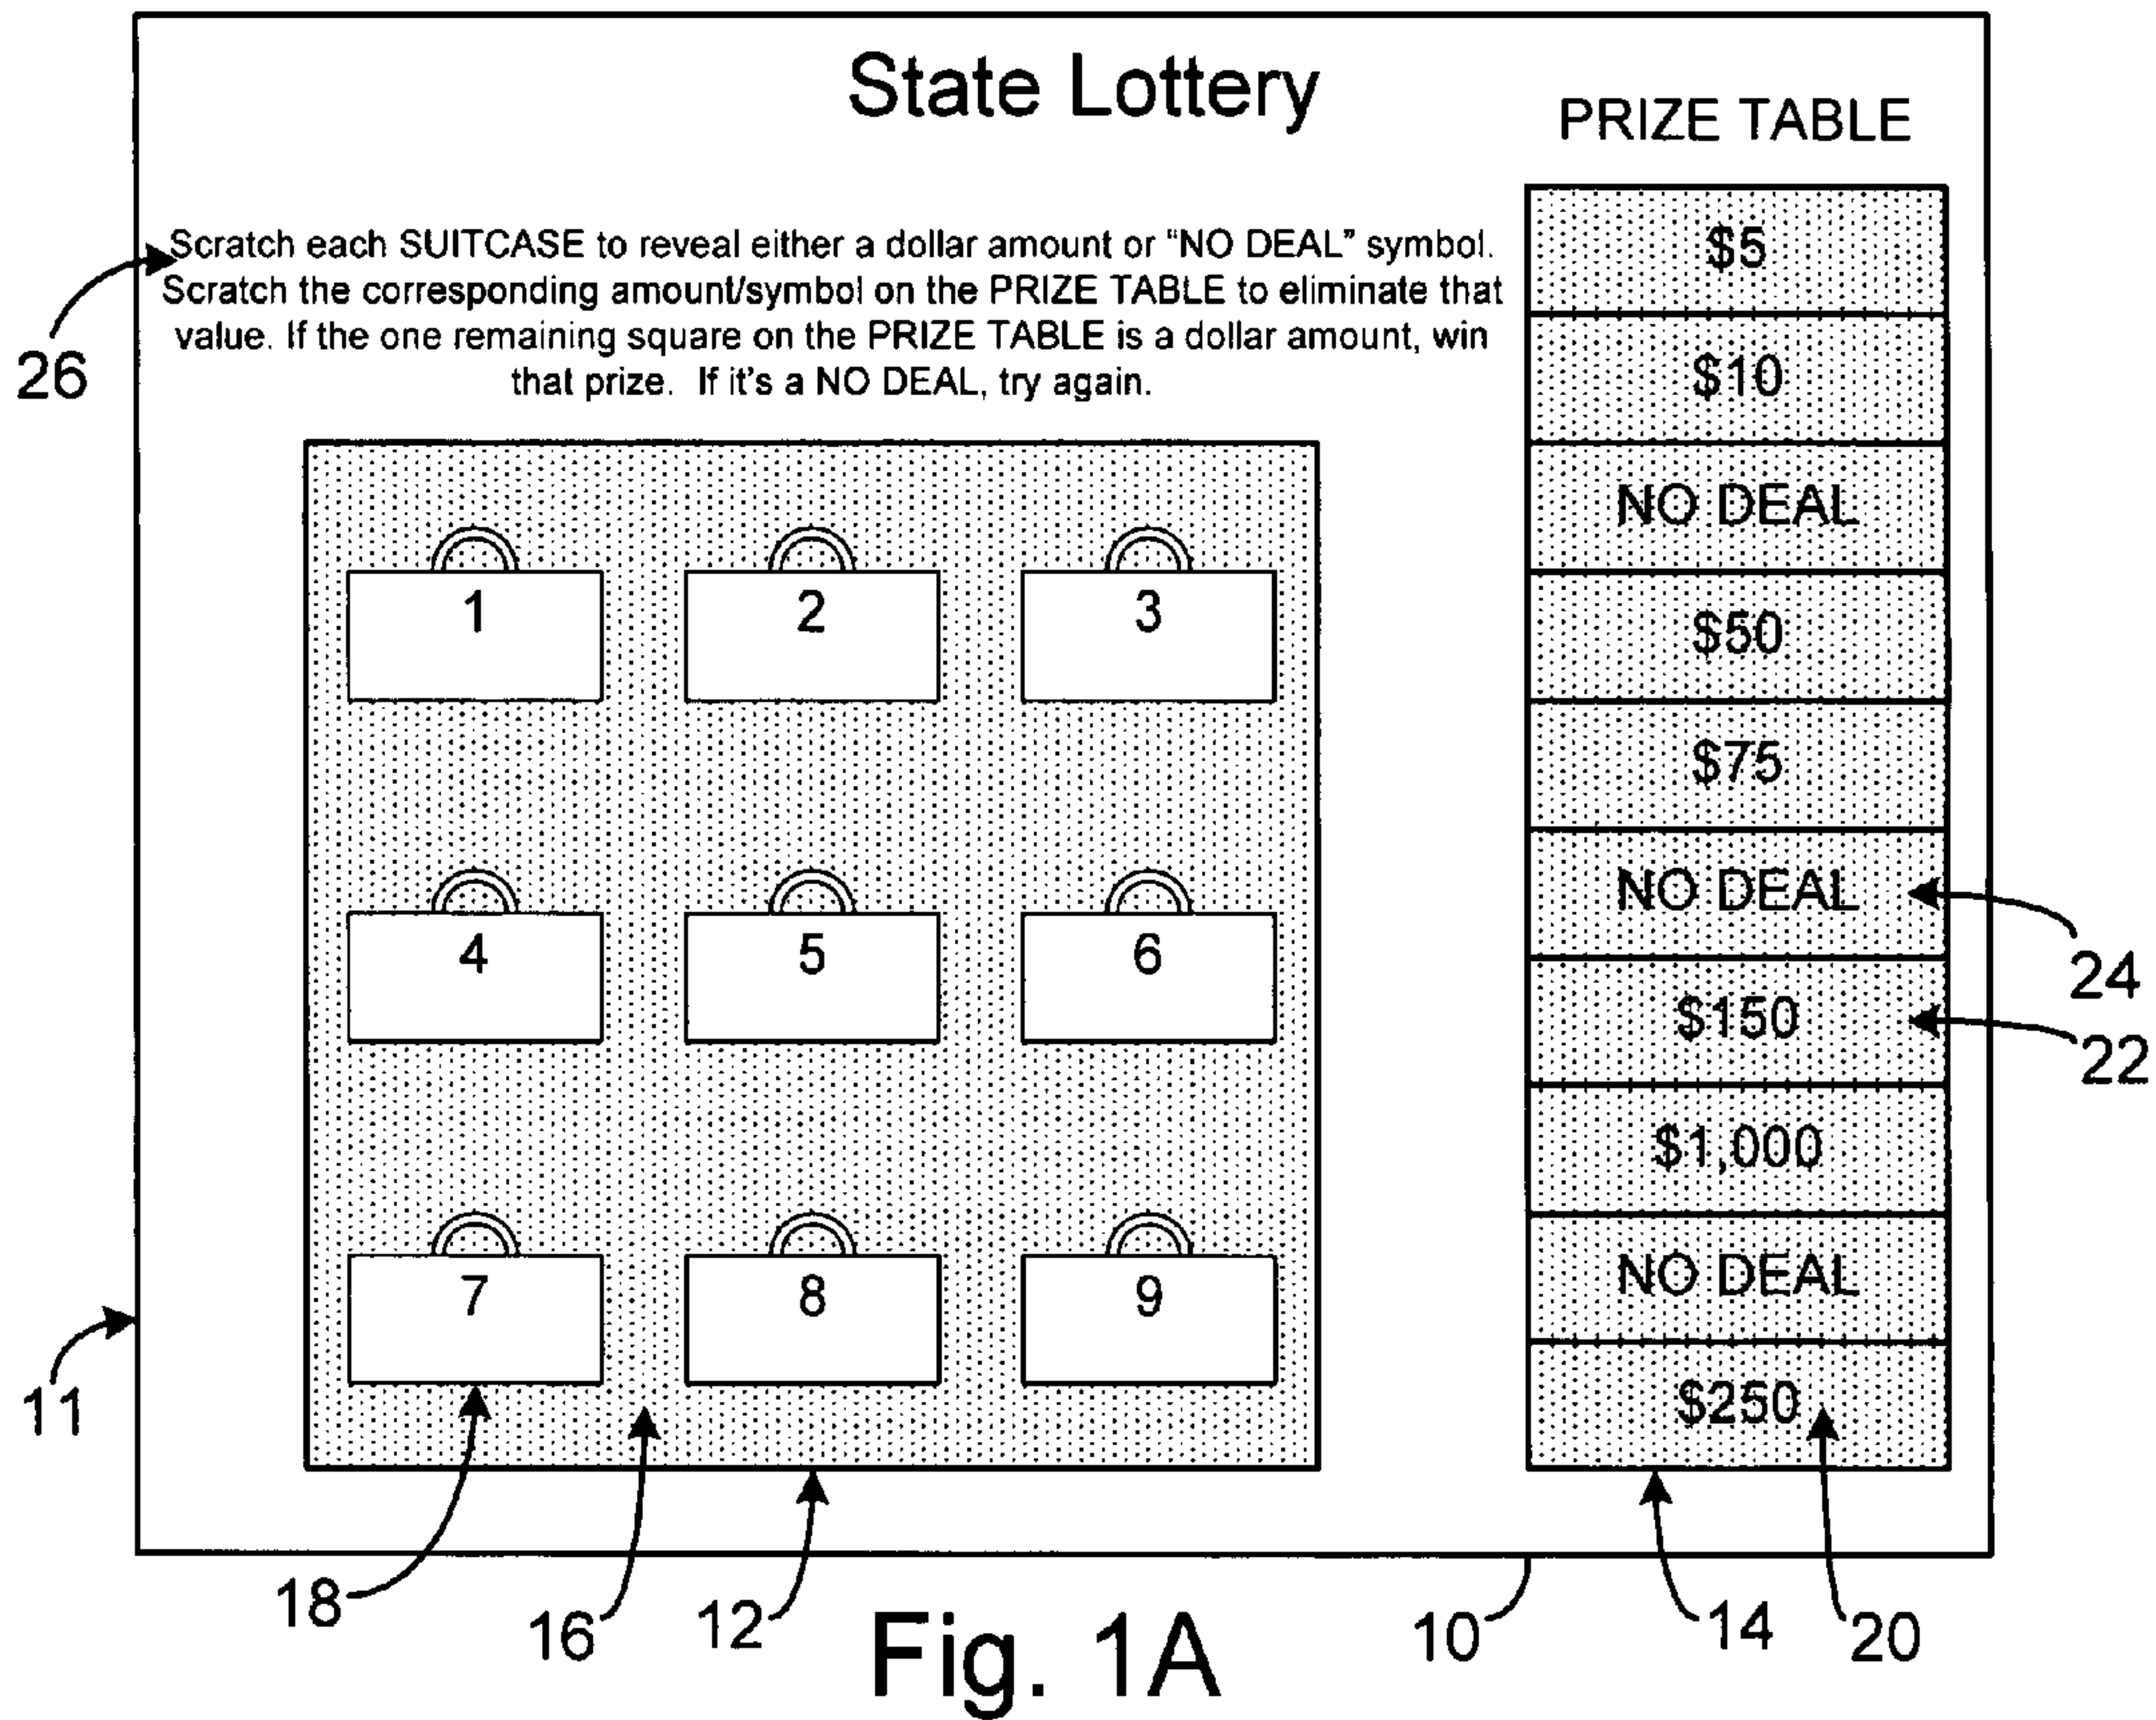 State Lottery
PRIZE TABLE
Scratch each SUITCASE to reveal either a dollar amount or “NO DEAL” symbol.
Scratch the corresponding amount/symbol on the PRIZE TABLE to eliminate that
value. If the one remaining square on the PRIZE TABLE is a dollar amount, win
that prize. If it's a NO DEAL, try again.
26
1 2 3
4 5 6
7 8 9
$5
$10
NO DEAL
$50
$75
NO DEAL
$150
$1,000
NO DEAL
$250
24
22
11
18
16
12
10
14
20
Fig. 1A